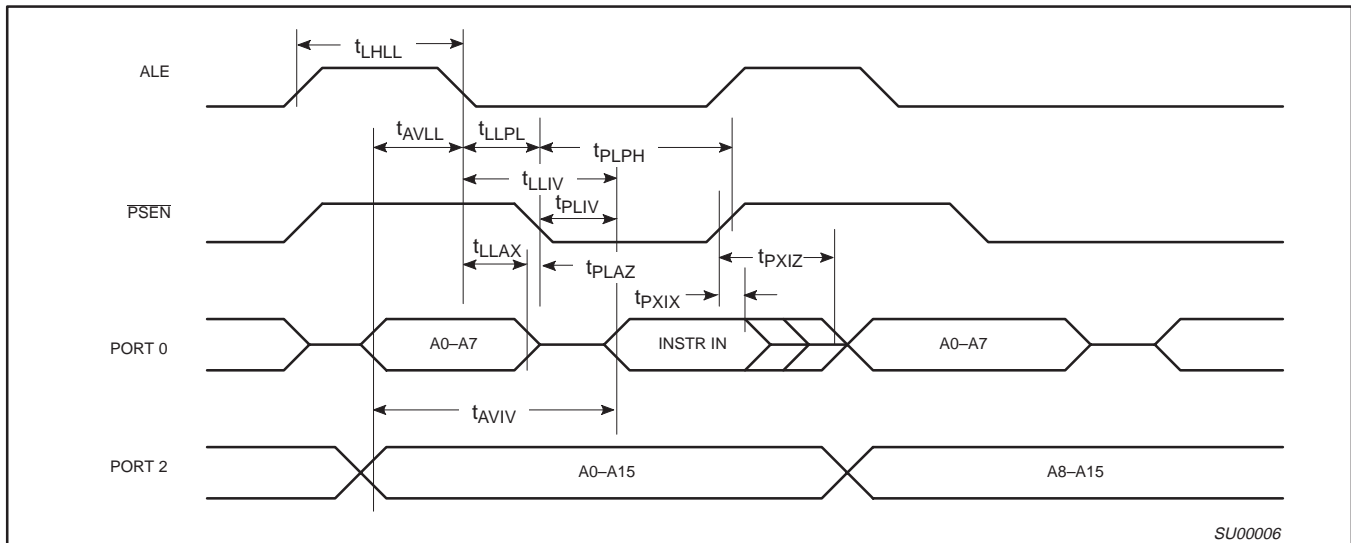 tLHLL
ALE
tAVLL
tLLPL
tPLPH
tLLIV
PSEN
tPLIV
tLLAX
tPLAZ
tPXIZ
tPXIX
PORT 0
A0–A7
INSTR IN
A0–A7
tAVIV
PORT 2
A0–A15
A8–A15
SU00006